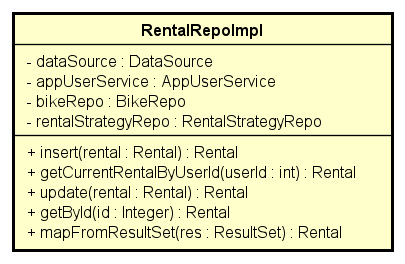 RentalRepoImpl
- dataSource : DataSource
- appUserService : AppUserService
- bikeRepo : BikeRepo
- rentalStrategyRepo : RentalStrategyRepo
+ insert(rental : Rental) : Rental
+ getCurrentRentalByUserId(userId : int) : Rental
+ update(rental : Rental) : Rental
+ getById(id : Integer) : Rental
+ mapFromResultSet(res : ResultSet) : Rental